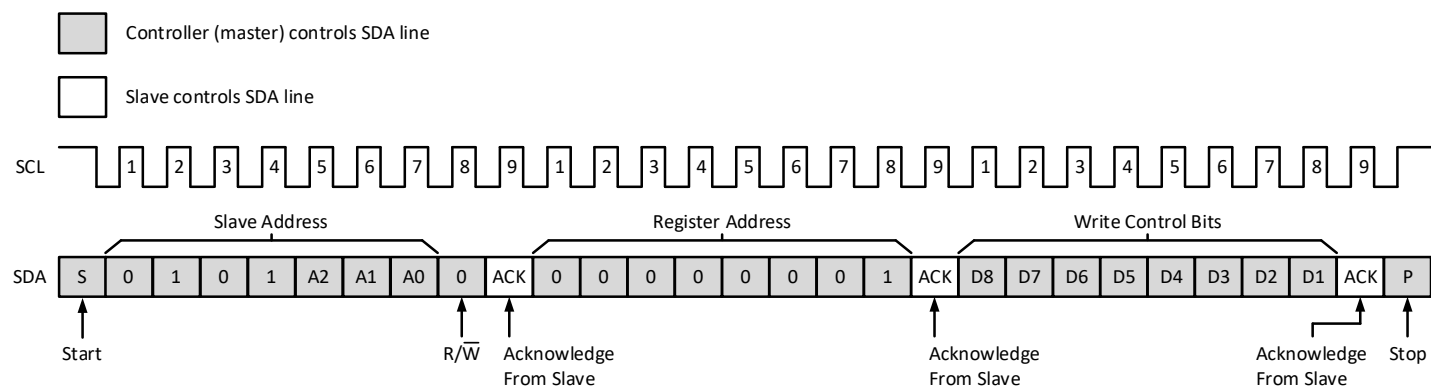 Controller (master) controls SDA line
Slave controls SDA line
SCL 1 2 3 4 5 6 7 8 9 1 2 3 4 5 6 7 8 9 1 2 3 4 5 6 7 8 9
Slave Address Register Address Write Control Bits
SDA S 0 1 0 1 A2 A1 A0 0 ACK 0 0 0 0 0 0 0 1 ACK D8 D7 D6 D5 D4 D3 D2 D1 ACK P
Start R/W̅ Acknowledge From Slave Acknowledge From Slave Acknowledge From Slave Stop